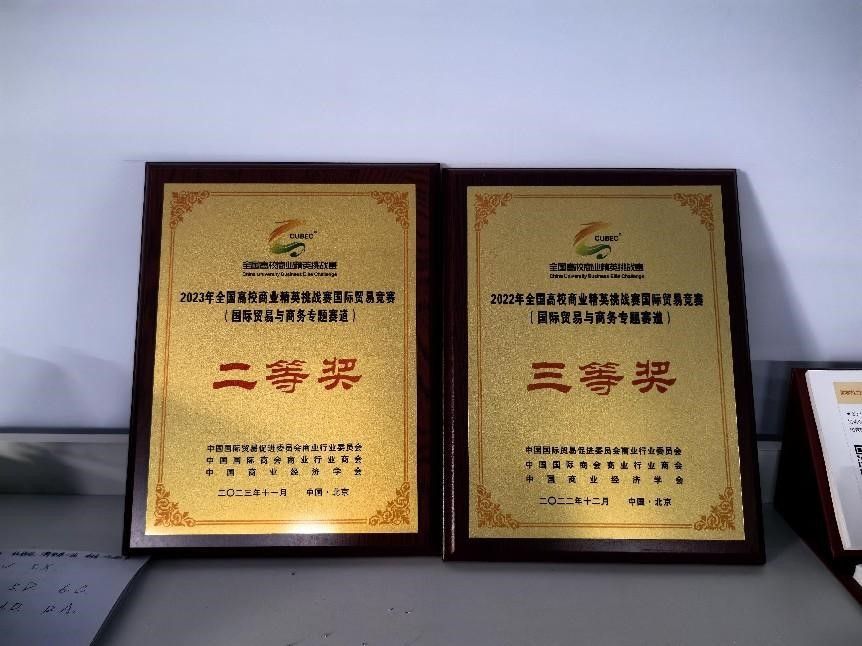 CUBEC
全国高校商业精英挑战赛
China University Business Elite Challenge
2023年全国高校商业精英挑战赛国际贸易竞赛
（国际贸易与商务专题赛道）
二等奖
中国国际贸易促进委员会商业行业委员会
中国国际商会商业行业商会
中国商业经济学会
二〇二三年十一月 中国·北京
CUBEC
全国高校商业精英挑战赛
China University Business Elite Challenge
2022年全国高校商业精英挑战赛国际贸易竞赛
（国际贸易与商务专题赛道）
三等奖
中国国际贸易促进委员会商业行业委员会
中国国际商会商业行业商会
中国商业经济学会
二〇二二年十二月 中国·北京